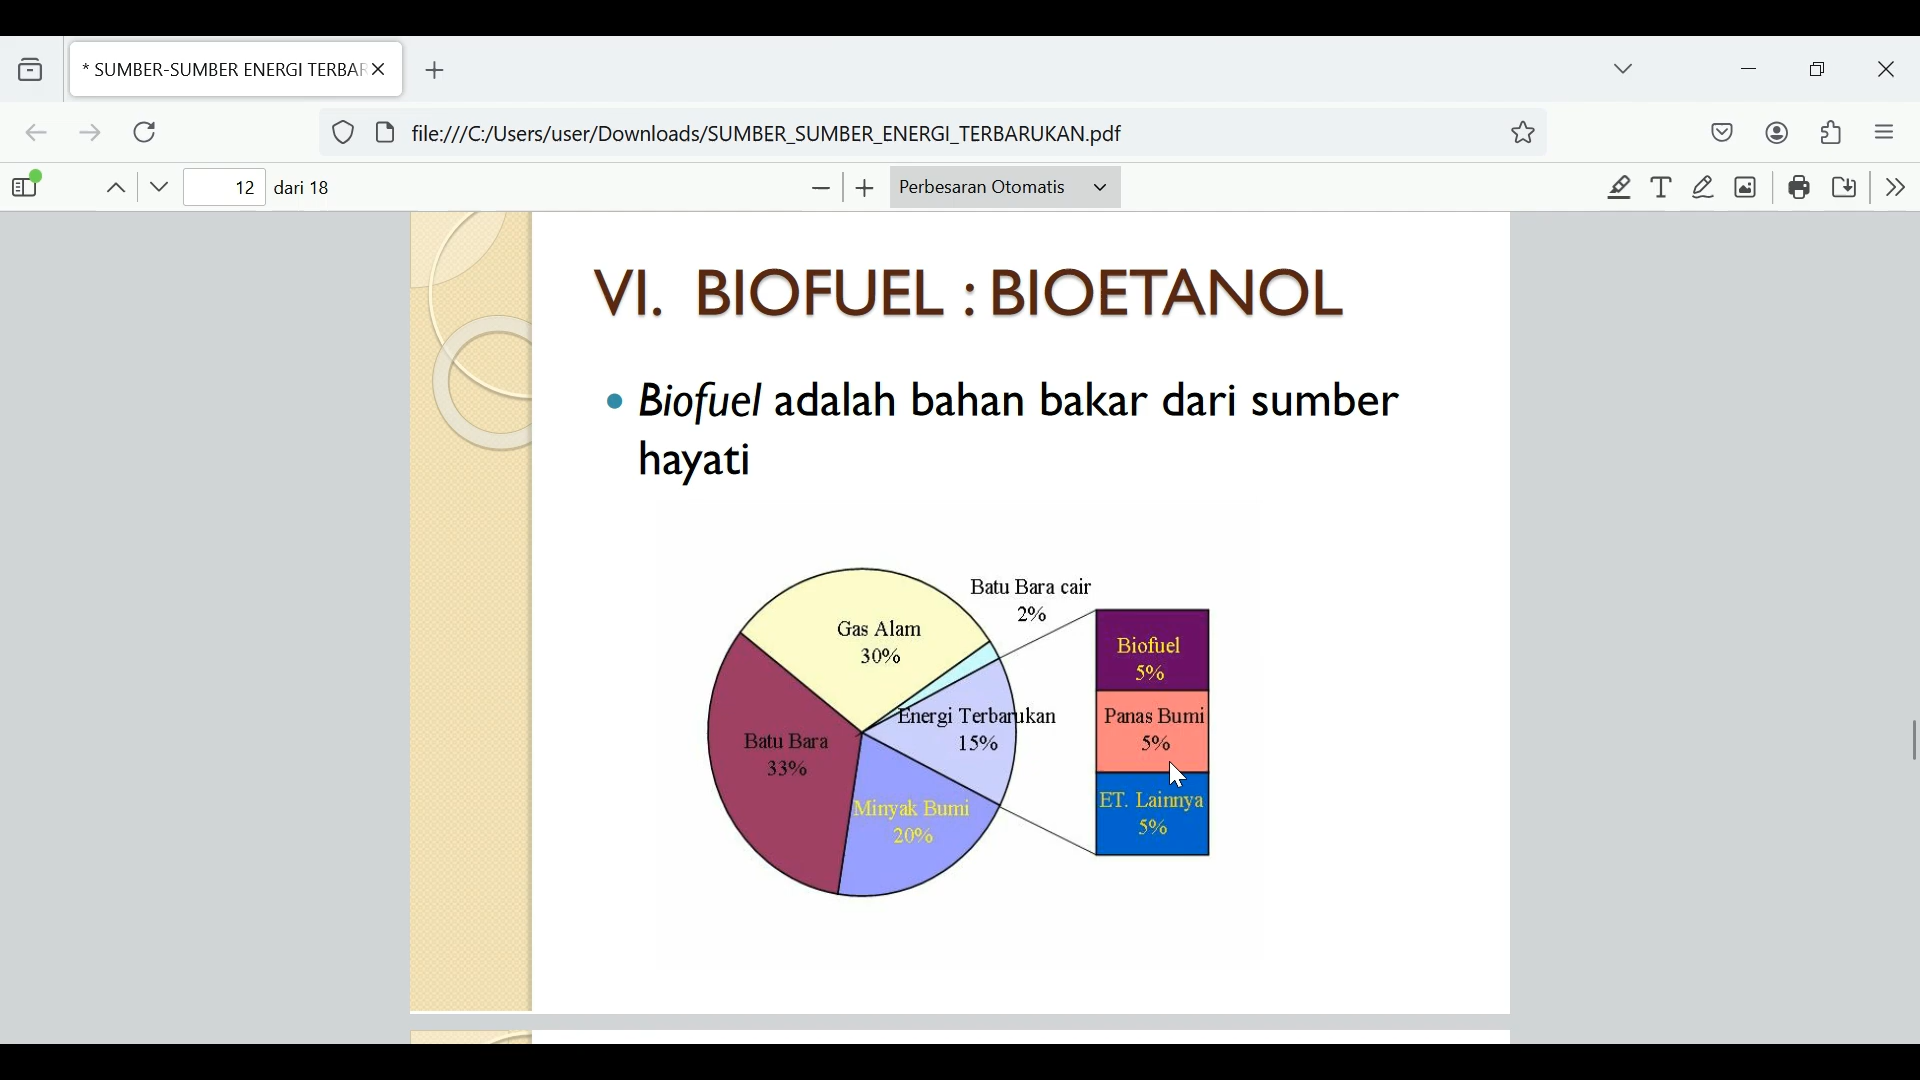 * SUMBER-SUMBER ENERGI TERBAR
file:///C:/Users/user/Downloads/SUMBER_SUMBER_ENERGI_TERBARUKAN.pdf
12 dari 18
Perbesaran Otomatis
VI. BIOFUEL : BIOETANOL
• Biofuel adalah bahan bakar dari sumber
hayati
Batu Bara cair
2%
Gas Alam
30%
Energi Terbarukan
15%
Batu Bara
33%
Minyak Bumi
20%
Biofuel
5%
Panas Bumi
5%
ET. Lainnya
5%